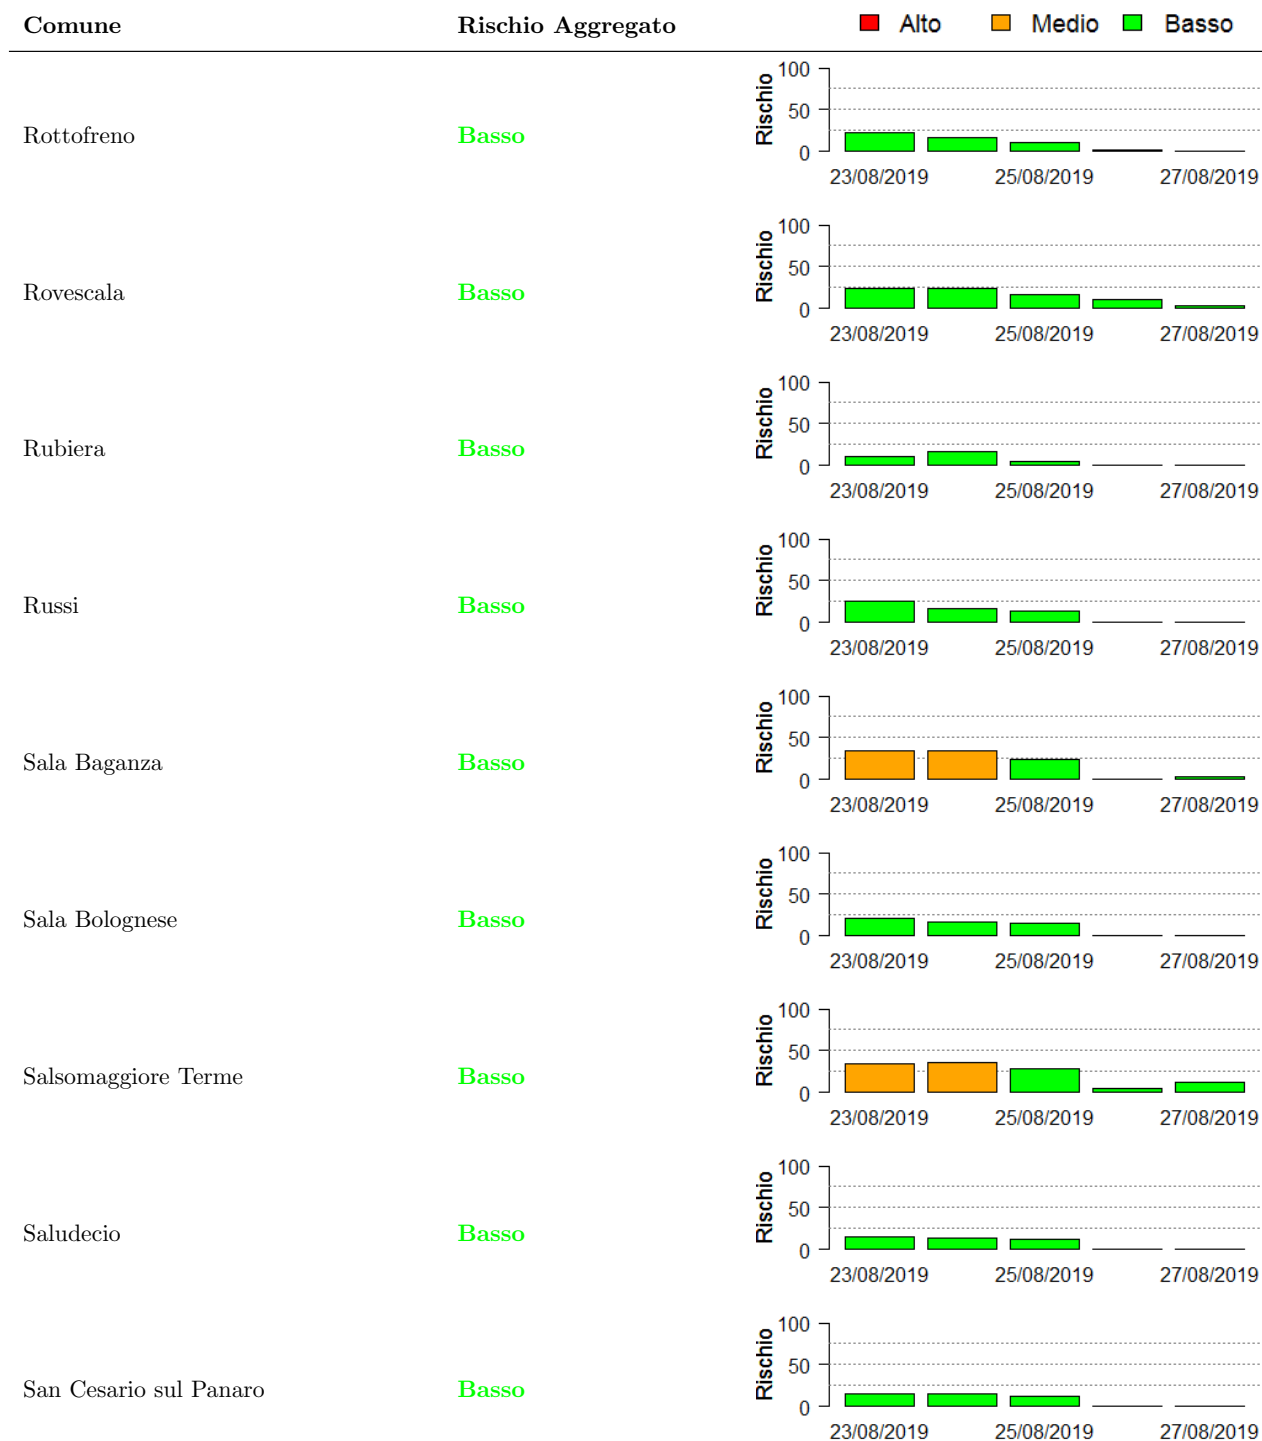 Comune Rischio Aggregato Alto Medio Basso
Rottofreno Basso Rischio 100 50 0
23/08/2019 25/08/2019 27/08/2019
Rovescala Basso Rischio 100 50 0
23/08/2019 25/08/2019 27/08/2019
Rubiera Basso Rischio 100 50 0
23/08/2019 25/08/2019 27/08/2019
Russi Basso Rischio 100 50 0
23/08/2019 25/08/2019 27/08/2019
Sala Baganza Basso Rischio 100 50 0
23/08/2019 25/08/2019 27/08/2019
Sala Bolognese Basso Rischio 100 50 0
23/08/2019 25/08/2019 27/08/2019
Salsomaggiore Terme Basso Rischio 100 50 0
23/08/2019 25/08/2019 27/08/2019
Saludecio Basso Rischio 100 50 0
23/08/2019 25/08/2019 27/08/2019
San Cesario sul Panaro Basso Rischio 100 50 0
23/08/2019 25/08/2019 27/08/2019